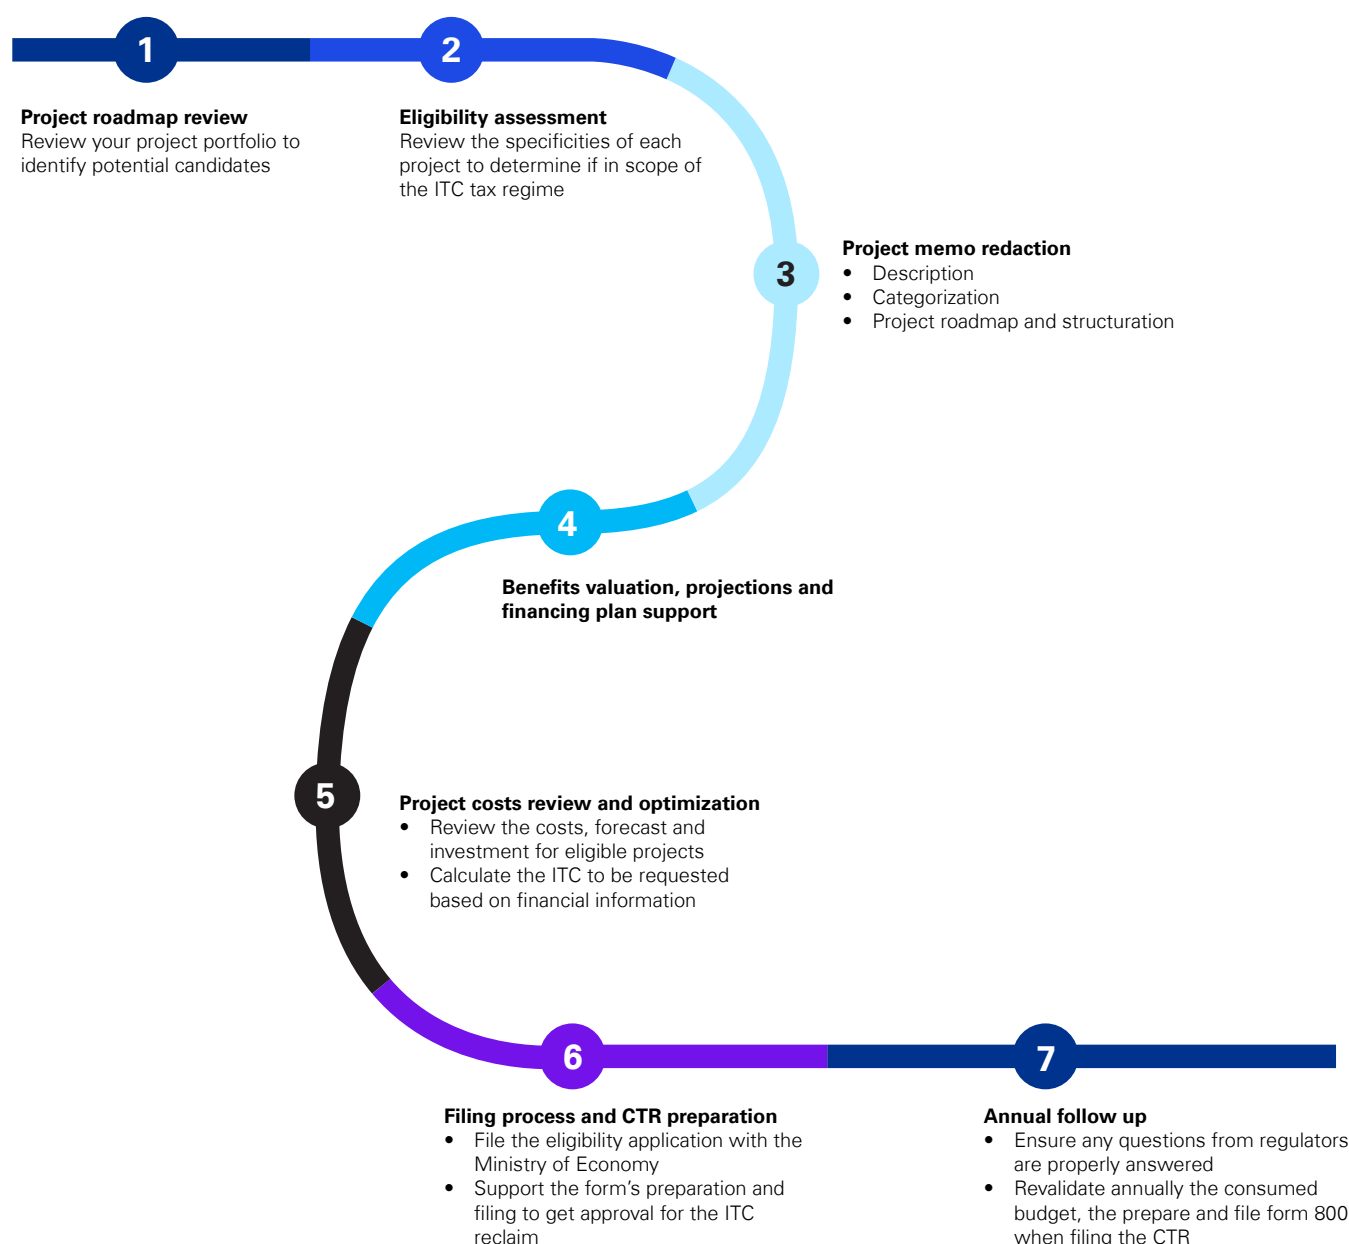 1
2
Project roadmap review
Review your project portfolio to
identify potential candidates
Eligibility assessment
Review the specificities of each
project to determine if in scope of
the ITC tax regime
3
Project memo redaction
• Description
• Categorization
• Project roadmap and structuration
4
Benefits valuation, projections and
financing plan support
5
Project costs review and optimization
• Review the costs, forecast and
investment for eligible projects
• Calculate the ITC to be requested
based on financial information
6
7
Filing process and CTR preparation
• File the eligibility application with the
Ministry of Economy
• Support the form’s preparation and
filing to get approval for the ITC
reclaim
Annual follow up
• Ensure any questions from regulators
are properly answered
• Revalidate annually the consumed
budget, the prepare and file form 800
when filing the CTR